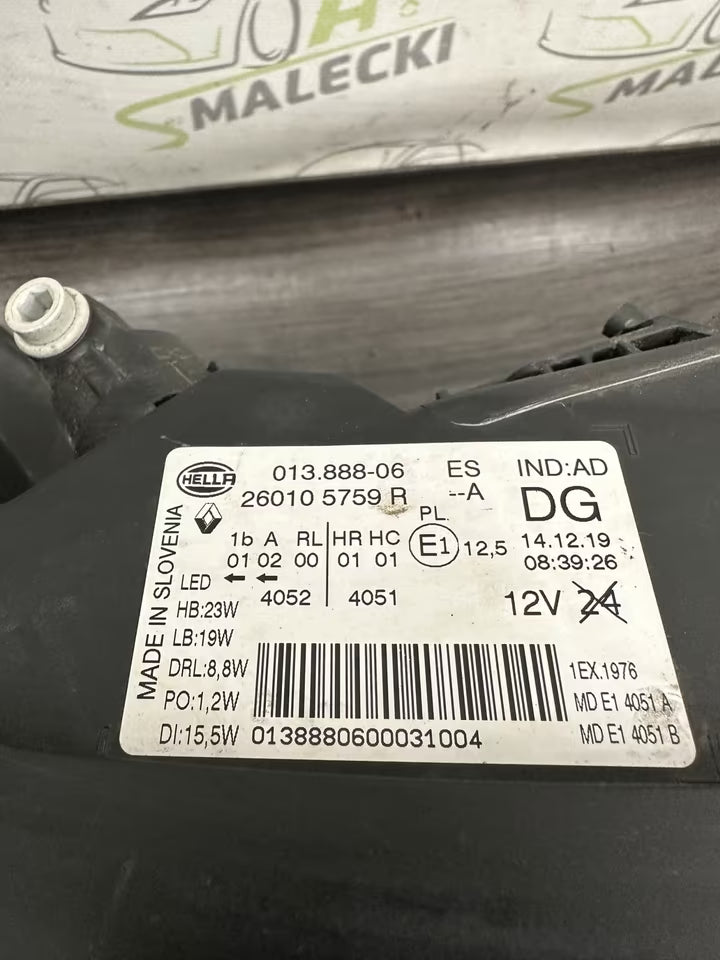 H
MALECKI
SMA
HELLA
013.888-06
ES
IND:AD
26010 5759 R
--A
DG
PL
1b A RL HR HC
E1
12,5
14.12.19
01 02 00 01 01
08:39:26
LED ← ←
4052 4051
12V 24
HB:23W
LB:19W
DRL:8,8W
1EX.1976
PO:1,2W
MD E1 4051 A
DI:15,5W
0138880600031004
MD E1 4051 B
MADE IN SLOVENIA